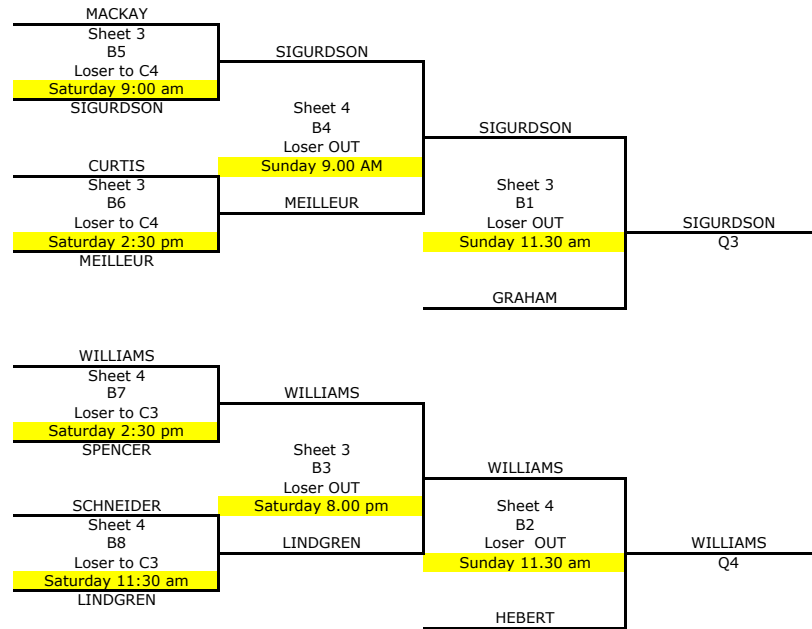 MACKAY
Sheet 3
B5
Loser to C4
Saturday 9:00 am
SIGURDSON
SIGURDSON
Sheet 4
B4
Loser OUT
Sunday 9.00 AM
CURTIS
Sheet 3
B6
Loser to C4
Saturday 2:30 pm
MEILLEUR
MEILLEUR
SIGURDSON
Sheet 3
B1
Loser OUT
Sunday 11.30 am
GRAHAM
SIGURDSON
Q3
WILLIAMS
Sheet 4
B7
Loser to C3
Saturday 2:30 pm
SPENCER
WILLIAMS
Sheet 3
B3
Loser OUT
Saturday 8.00 pm
SCHNEIDER
Sheet 4
B8
Loser to C3
Saturday 11:30 am
LINDGREN
LINDGREN
WILLIAMS
Sheet 4
B2
Loser  OUT
Sunday 11.30 am
HEBERT
WILLIAMS
Q4